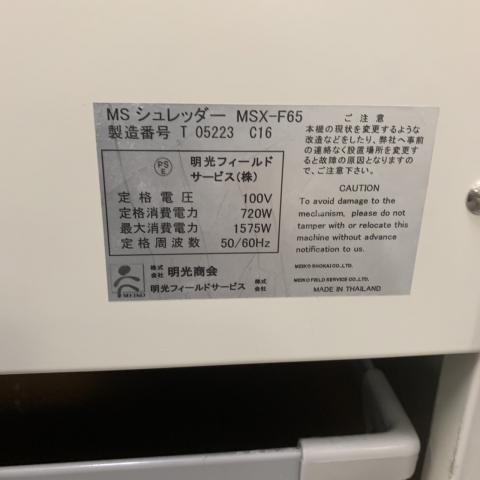 MS シュレッダー MSX-F65
製造番号 T 05223 C16
PS
E
明光フィールド
サービス(株)
定格電圧 100V
定格消費電力 720W
最大消費電力 1575W
定格周波数 50/60Hz
MEIKO
株式
会社 明光商会
株式
会社 明光フィールドサービス
ご注意
本機の現状を変更するような
改造などをしたり、弊社へ事前
の連絡なく設置場所を変更する
すると故障の原因となりますので、
ご注意下さい。
CAUTION
To avoid damage to the
mechanism, please do not
tamper with or relocate this
machine without advance
notification to us.
MEIKO SHOKAI CO.,LTD.
MEIKO FIELD SERVICE CO.,LTD.
MADE IN THAILAND